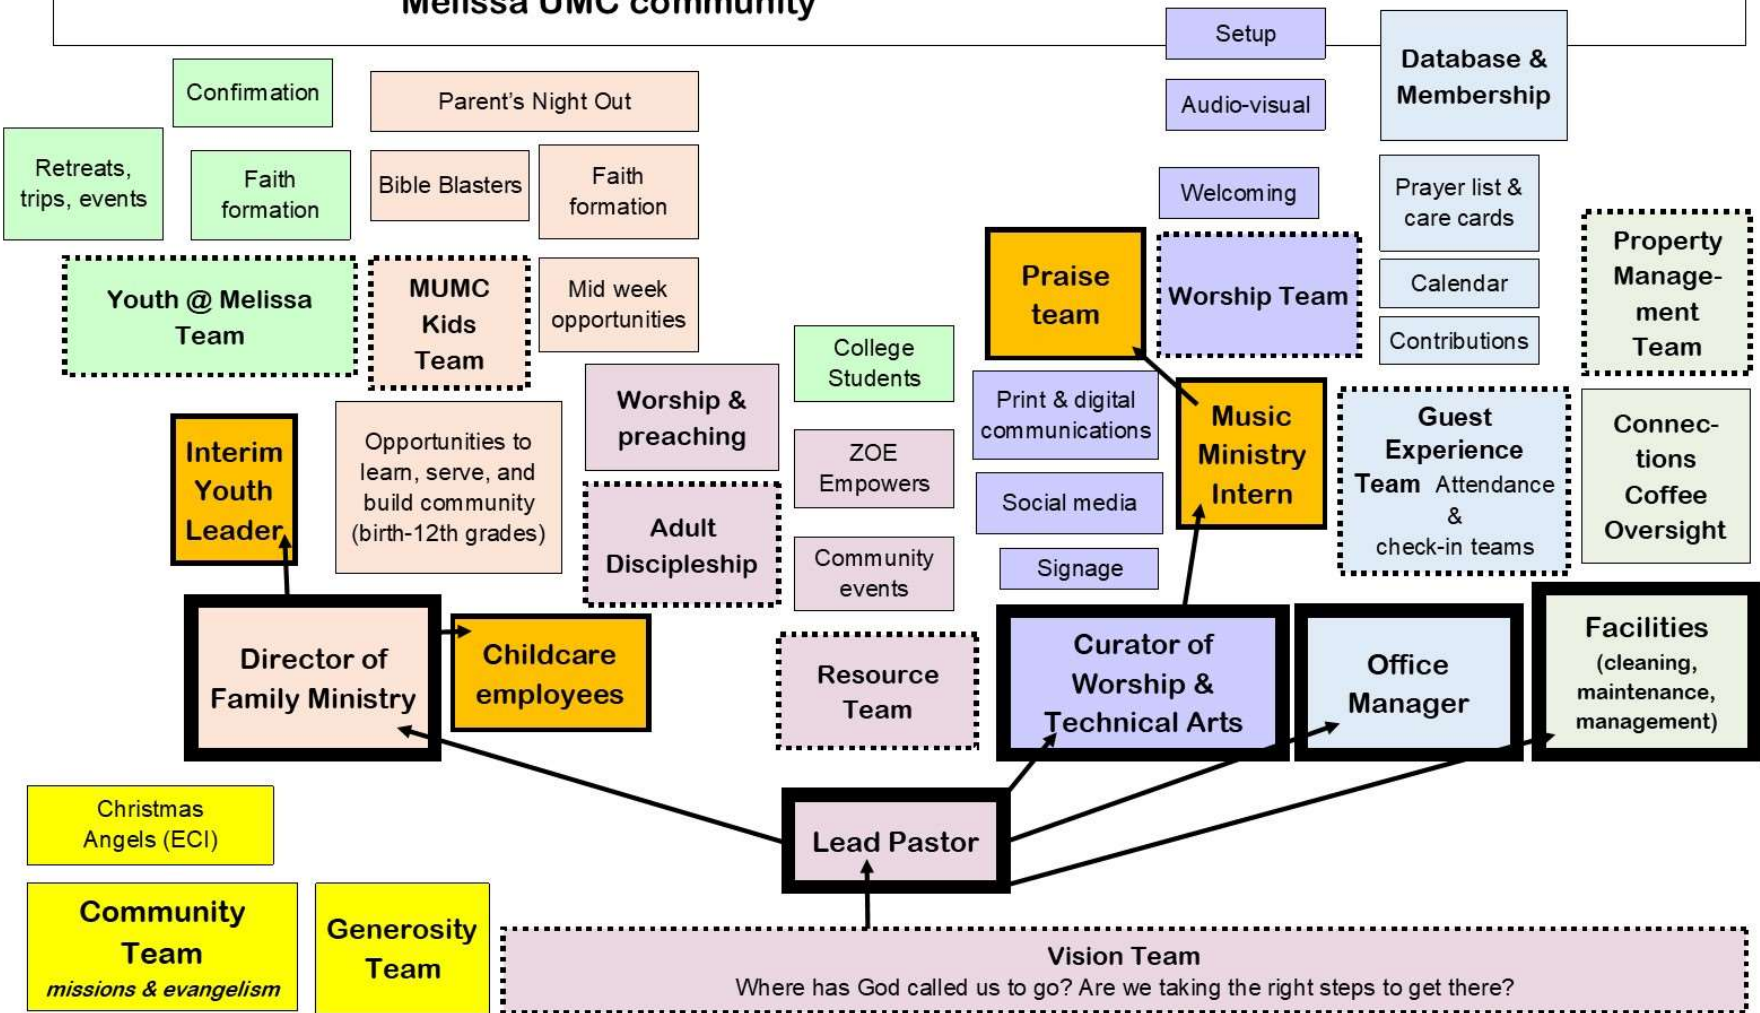 Melissa UMC community
Setup
Database &
Membership
Audio-visual
Confirmation
Parent's Night Out
Retreats,
trips, events
Faith
formation
Bible Blasters
Faith
formation
Welcoming
Prayer list &
care cards
Property
Manage-
ment
Team
Youth @ Melissa
Team
MUMC
Kids
Team
Mid week
opportunities
Praise
team
Worship Team
Calendar
Contributions
College
Students
Worship &
preaching
Print & digital
communications
Music
Ministry
Intern
Guest
Experience
Team Attendance
&
check-in teams
Connec-
tions
Coffee
Oversight
Interim
Youth
Leader
Opportunities to
learn, serve, and
build community
(birth-12th grades)
ZOE
Empowers
Social media
Adult
Discipleship
Community
events
Signage
Director of
Family Ministry
Childcare
employees
Resource
Team
Curator of
Worship &
Technical Arts
Office
Manager
Facilities
(cleaning,
maintenance,
management)
Christmas
Angels (ECI)
Lead Pastor
Community
Team
missions & evangelism
Generosity
Team
Vision Team
Where has God called us to go? Are we taking the right steps to get there?